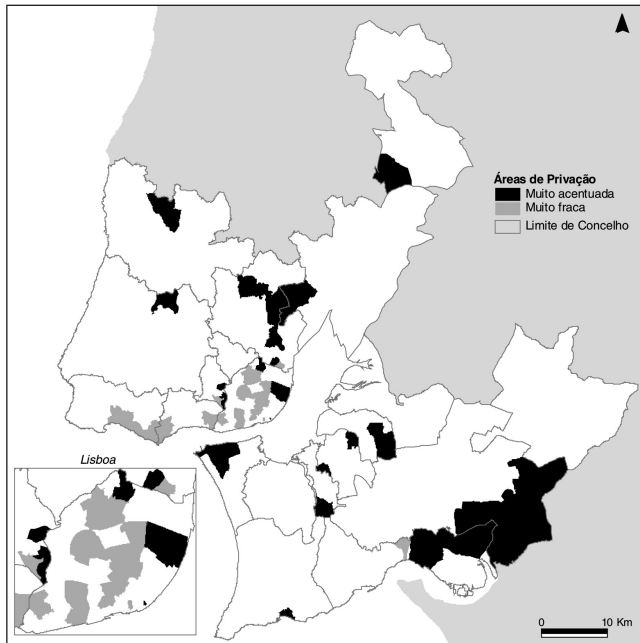 Áreas de Privação
Muito acentuada
Muito fraca
Limite de Concelho
Lisboa
0 10 Km